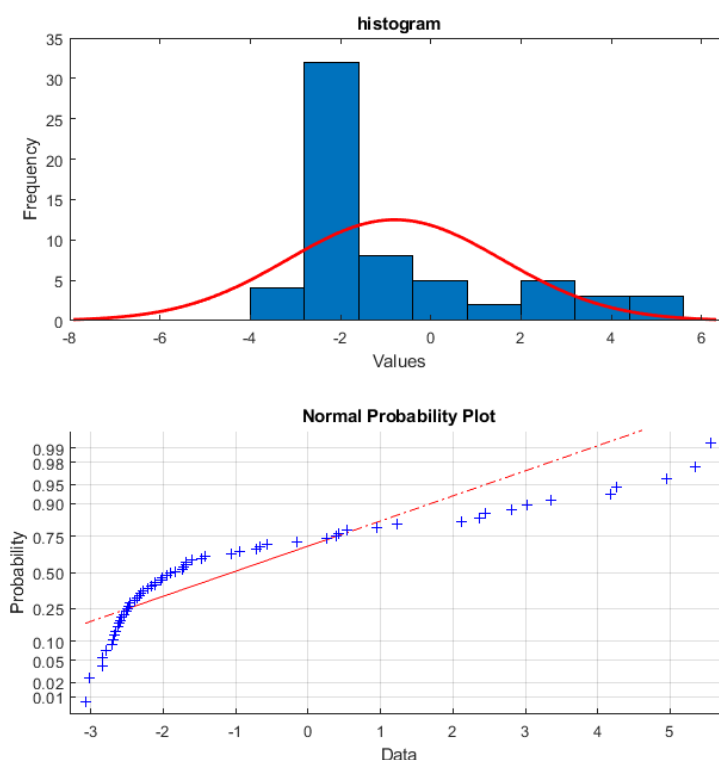 histogram
35
30
25
20
15
10
5
0
Frequency
-8 -6 -4 -2 0 2 4 6
Values
Normal Probability Plot
0.99
0.98
0.95
0.90
0.75
0.50
0.25
0.10
0.05
0.02
0.01
Probability
-3 -2 -1 0 1 2 3 4 5
Data